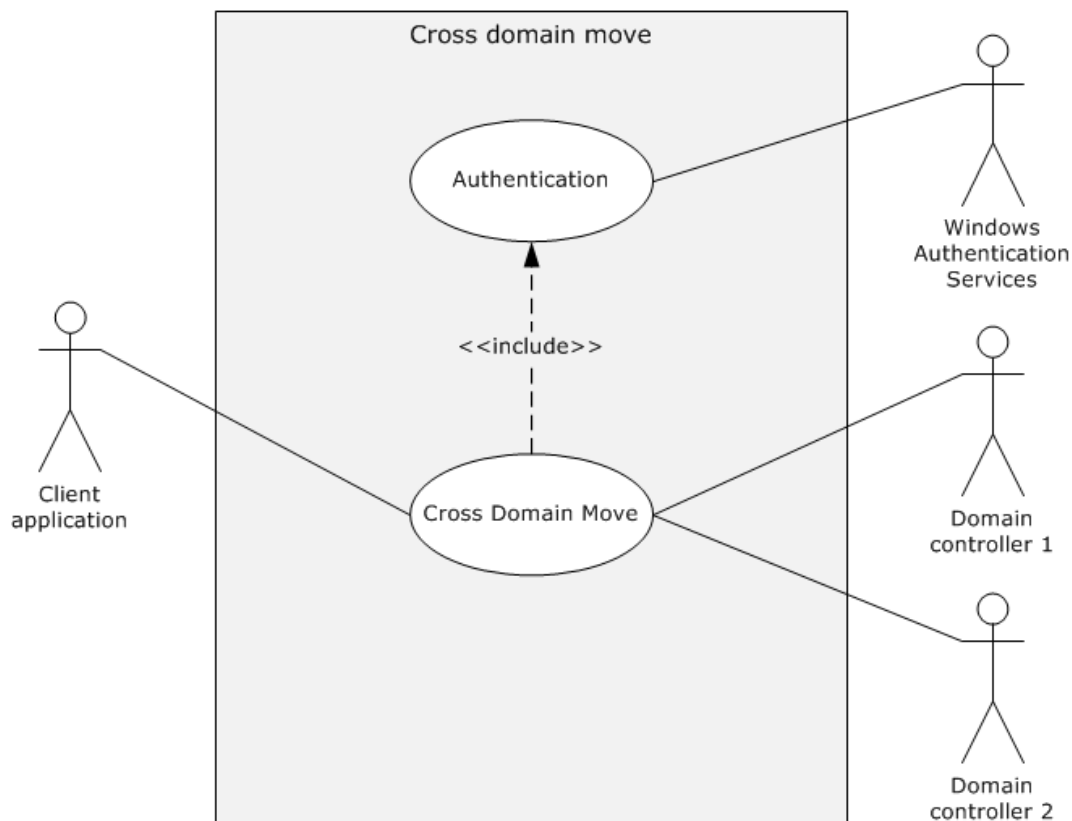 Cross domain move
Authentication
Windows
Authentication
Services
<<include>>
Client
application
Cross Domain Move
Domain
controller 1
Domain
controller 2